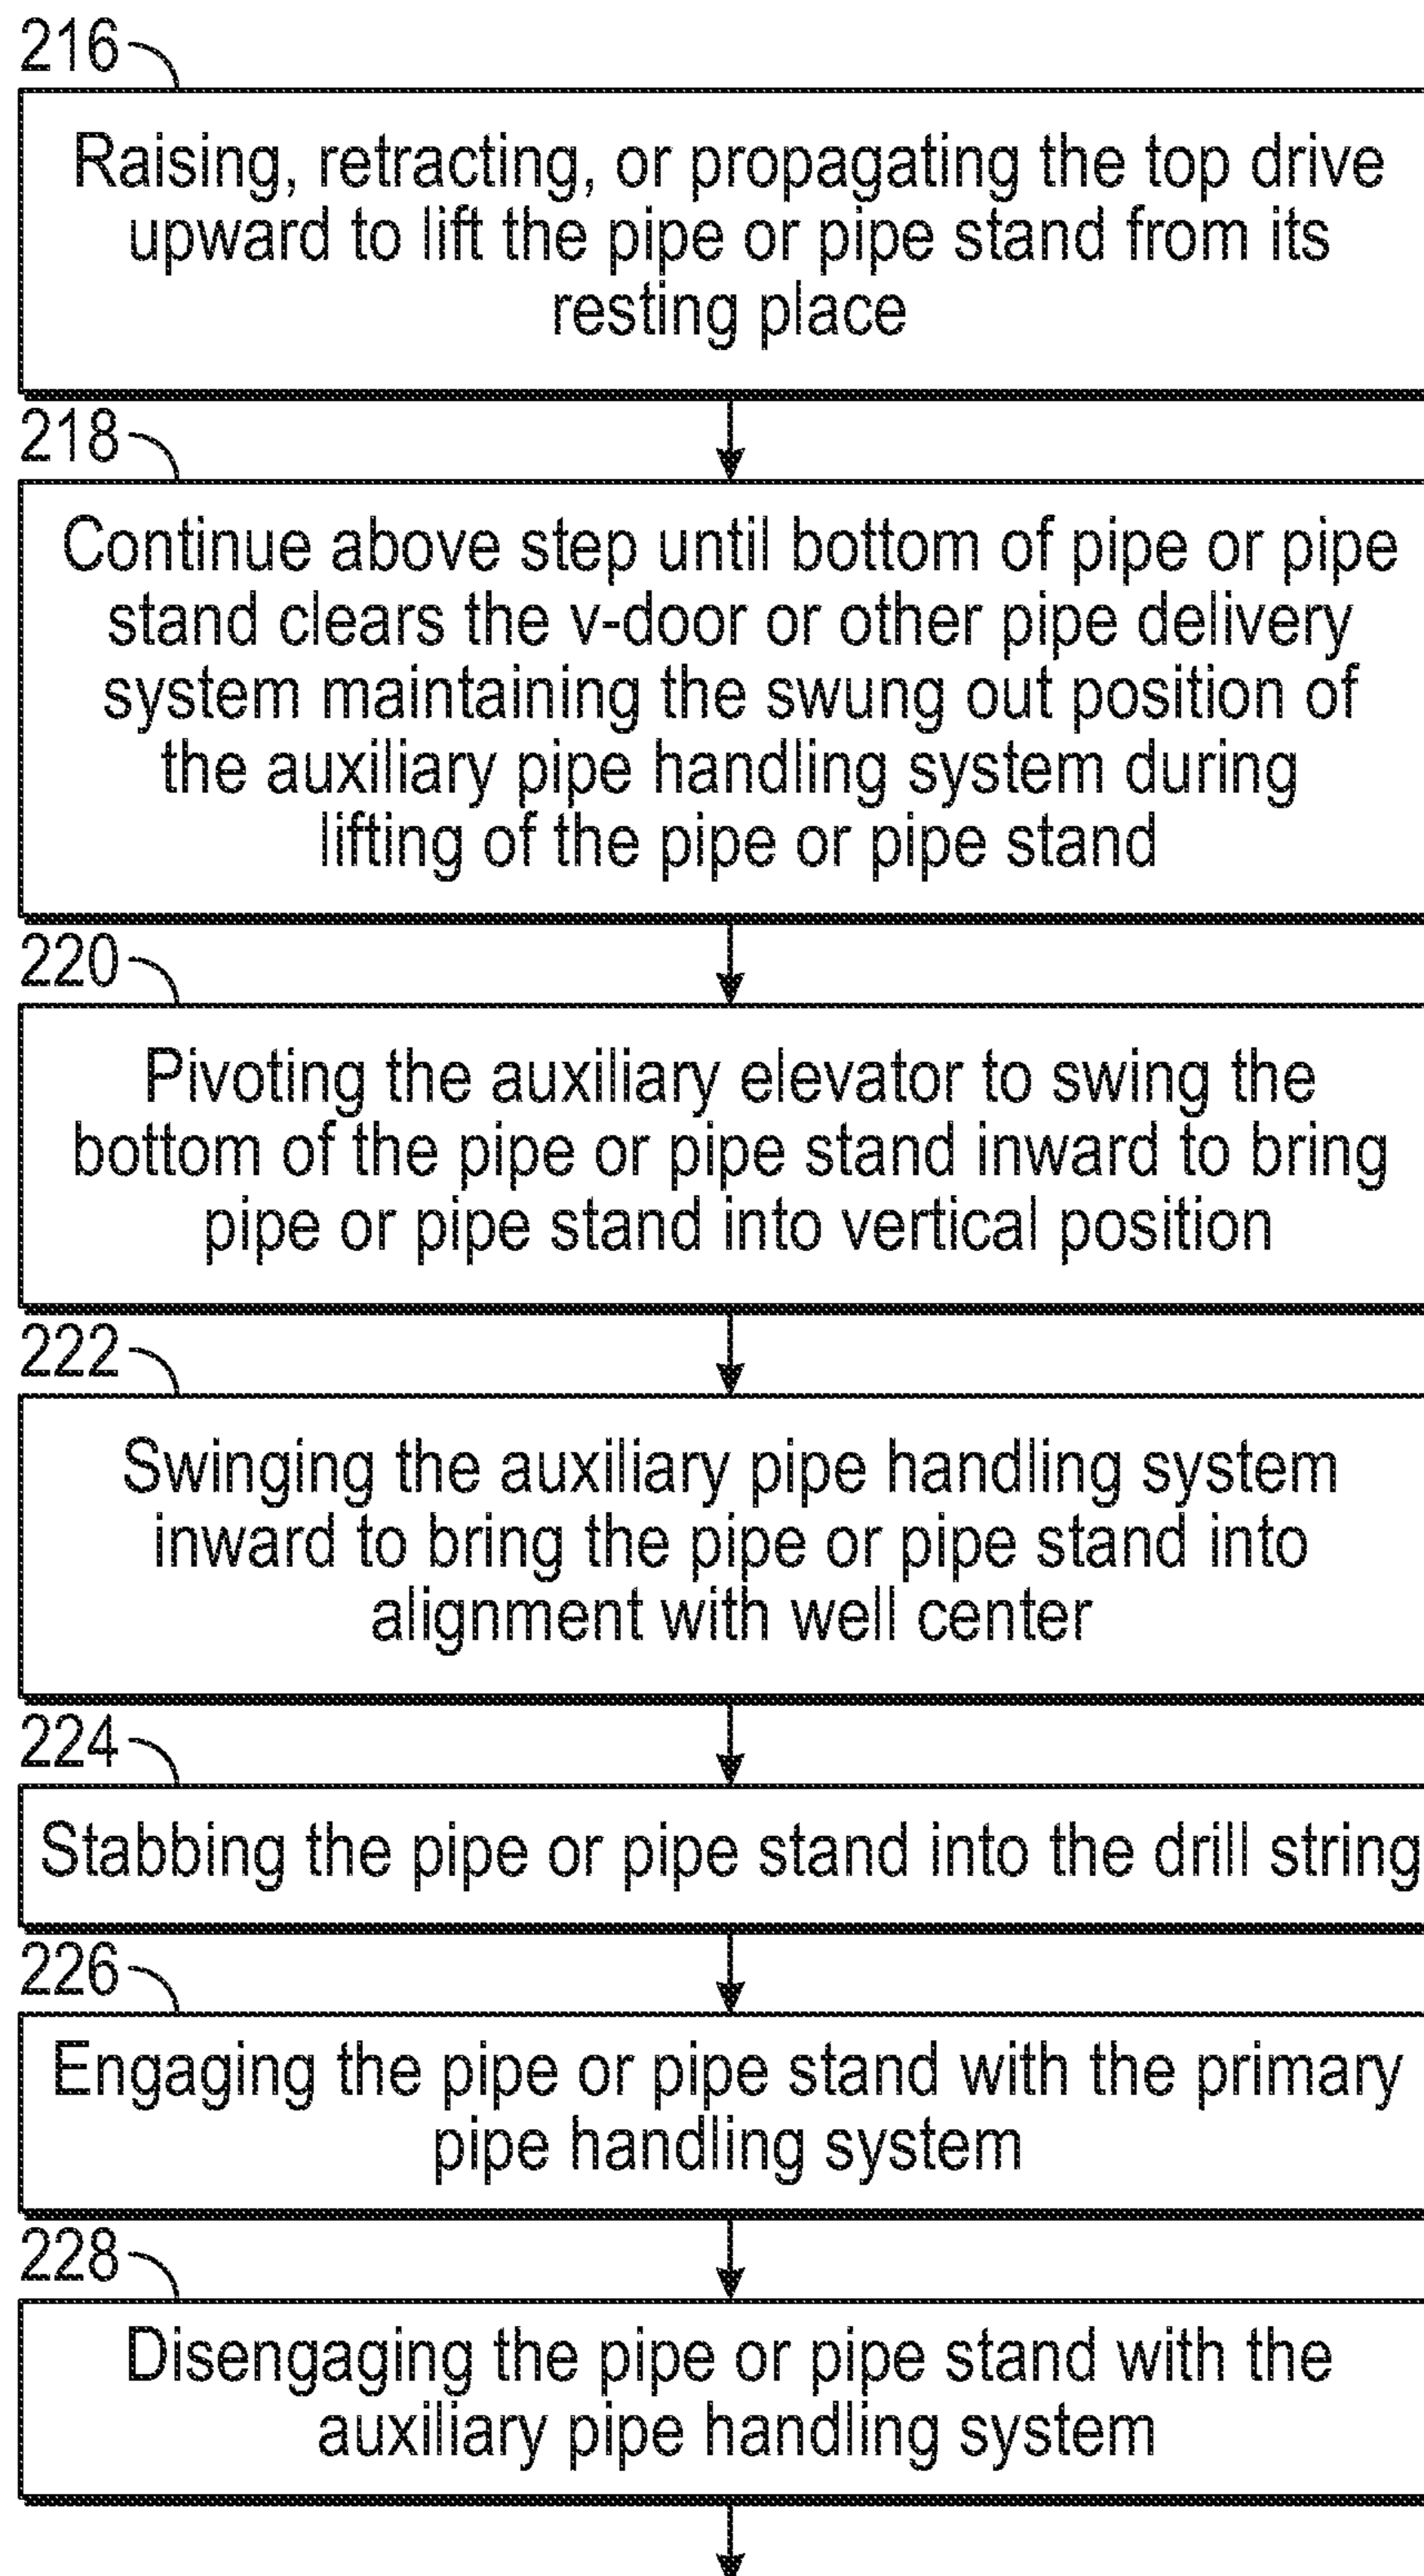 216
Raising, retracting, or propagating the top drive
upward to lift the pipe or pipe stand from its
resting place
218
Continue above step until bottom of pipe or pipe
stand clears the v-door or other pipe delivery
system maintaining the swung out position of
the auxiliary pipe handling system during
lifting of the pipe or pipe stand
220
Pivoting the auxiliary elevator to swing the
bottom of the pipe or pipe stand inward to bring
pipe or pipe stand into vertical position
222
Swinging the auxiliary pipe handling system
inward to bring the pipe or pipe stand into
alignment with well center
224
Stabbing the pipe or pipe stand into the drill string
226
Engaging the pipe or pipe stand with the primary
pipe handling system
228
Disengaging the pipe or pipe stand with the
auxiliary pipe handling system